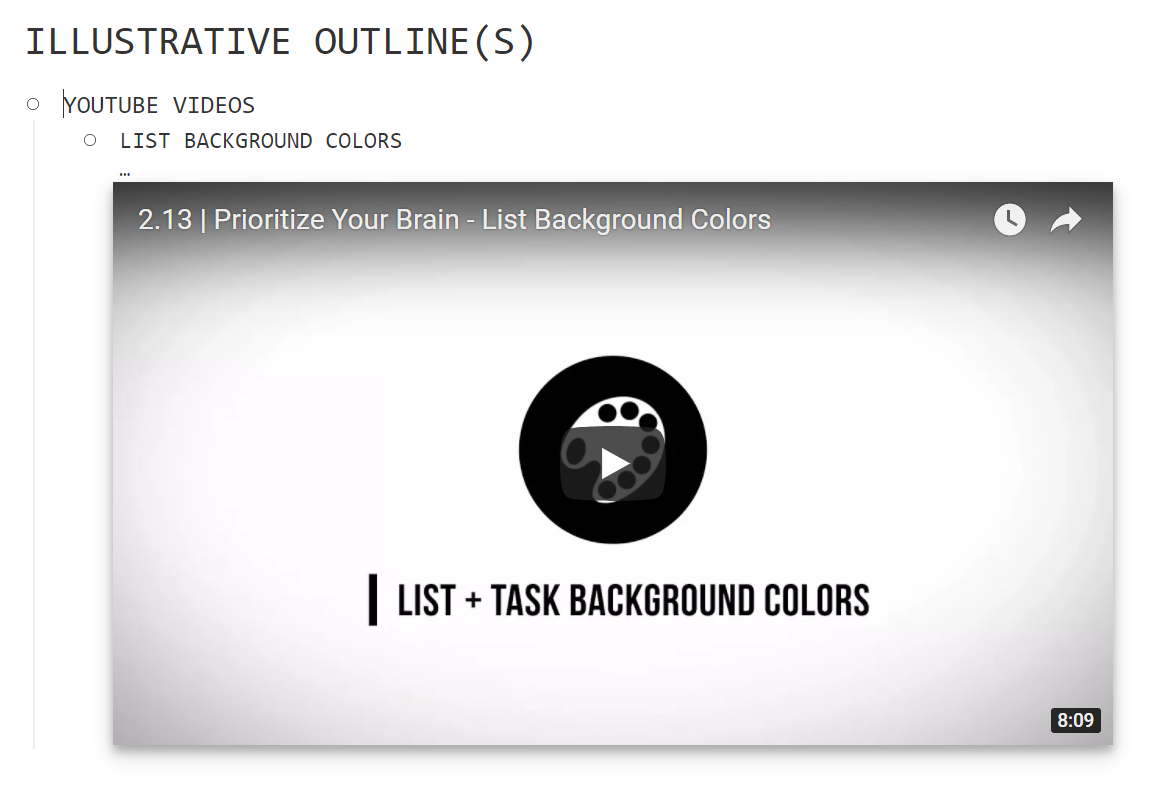 ILLUSTRATIVE OUTLINE(S)
YOUTUBE VIDEOS
LIST BACKGROUND COLORS
…
2.13 | Prioritize Your Brain - List Background Colors
LIST + TASK BACKGROUND COLORS
8:09